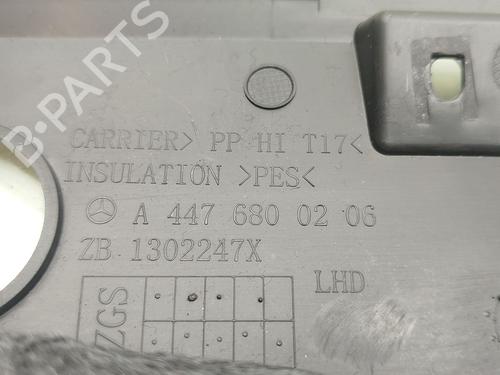 CARRIER> PP HI T17<
INSULATION >PES<
A 447 680 02 06
ZB 1302247X
LHD
ZGS
B-PARTS